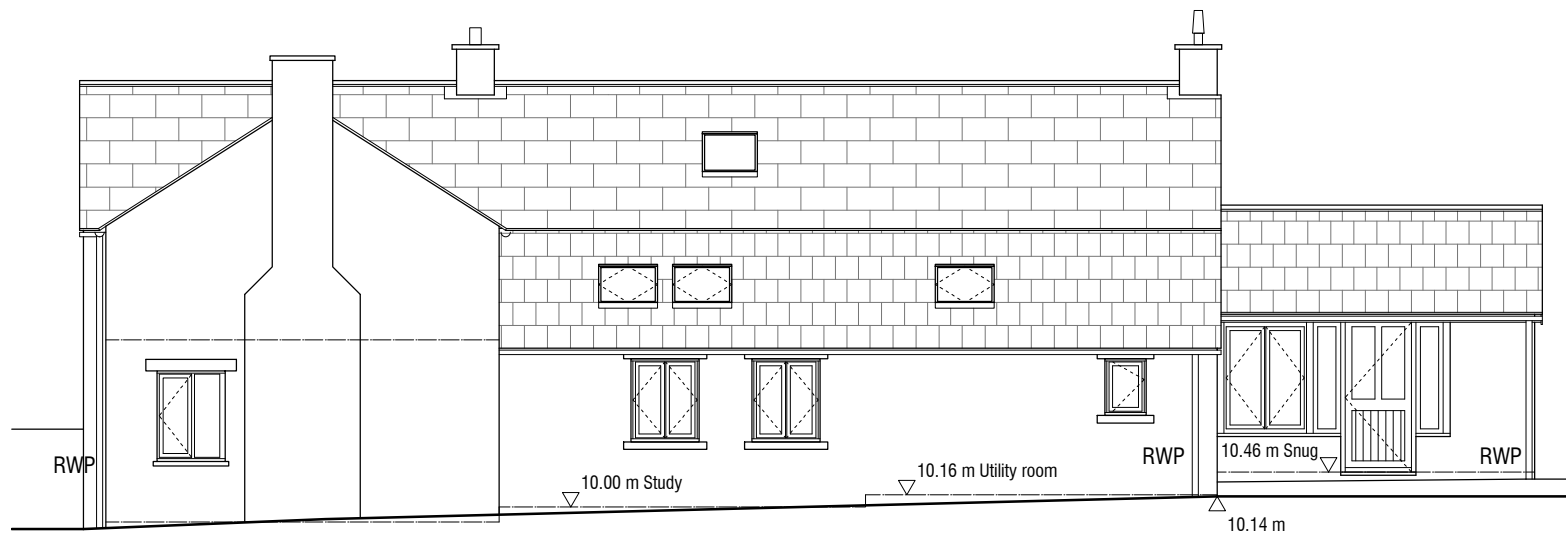 RWP
10.00 m Study
10.16 m Utility room
RWP
10.46 m Snug
RWP
10.14 m